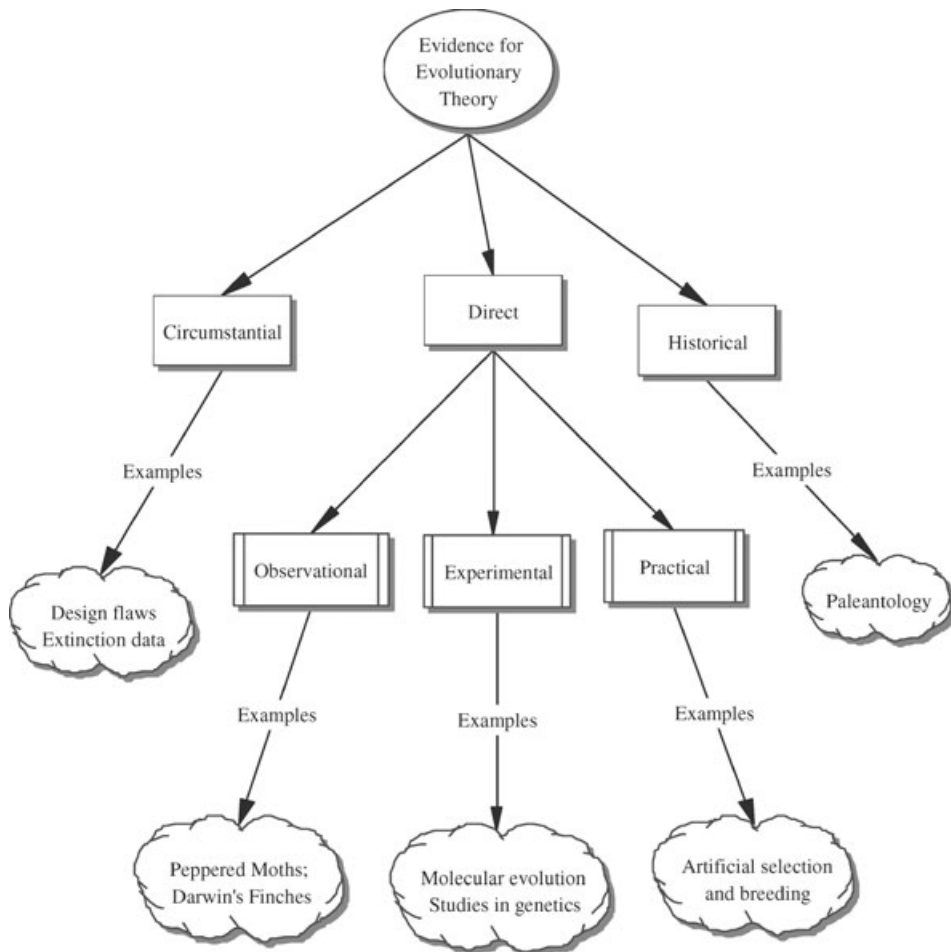 Evidence for
Evolutionary
Theory
Circumstantial
Direct
Historical
Examples
Examples
Observational
Experimental
Practical
Design flaws
Extinction data
Paleantology
Examples
Examples
Examples
Peppered Moths;
Darwin's Finches
Molecular evolution
Studies in genetics
Artificial selection
and breeding